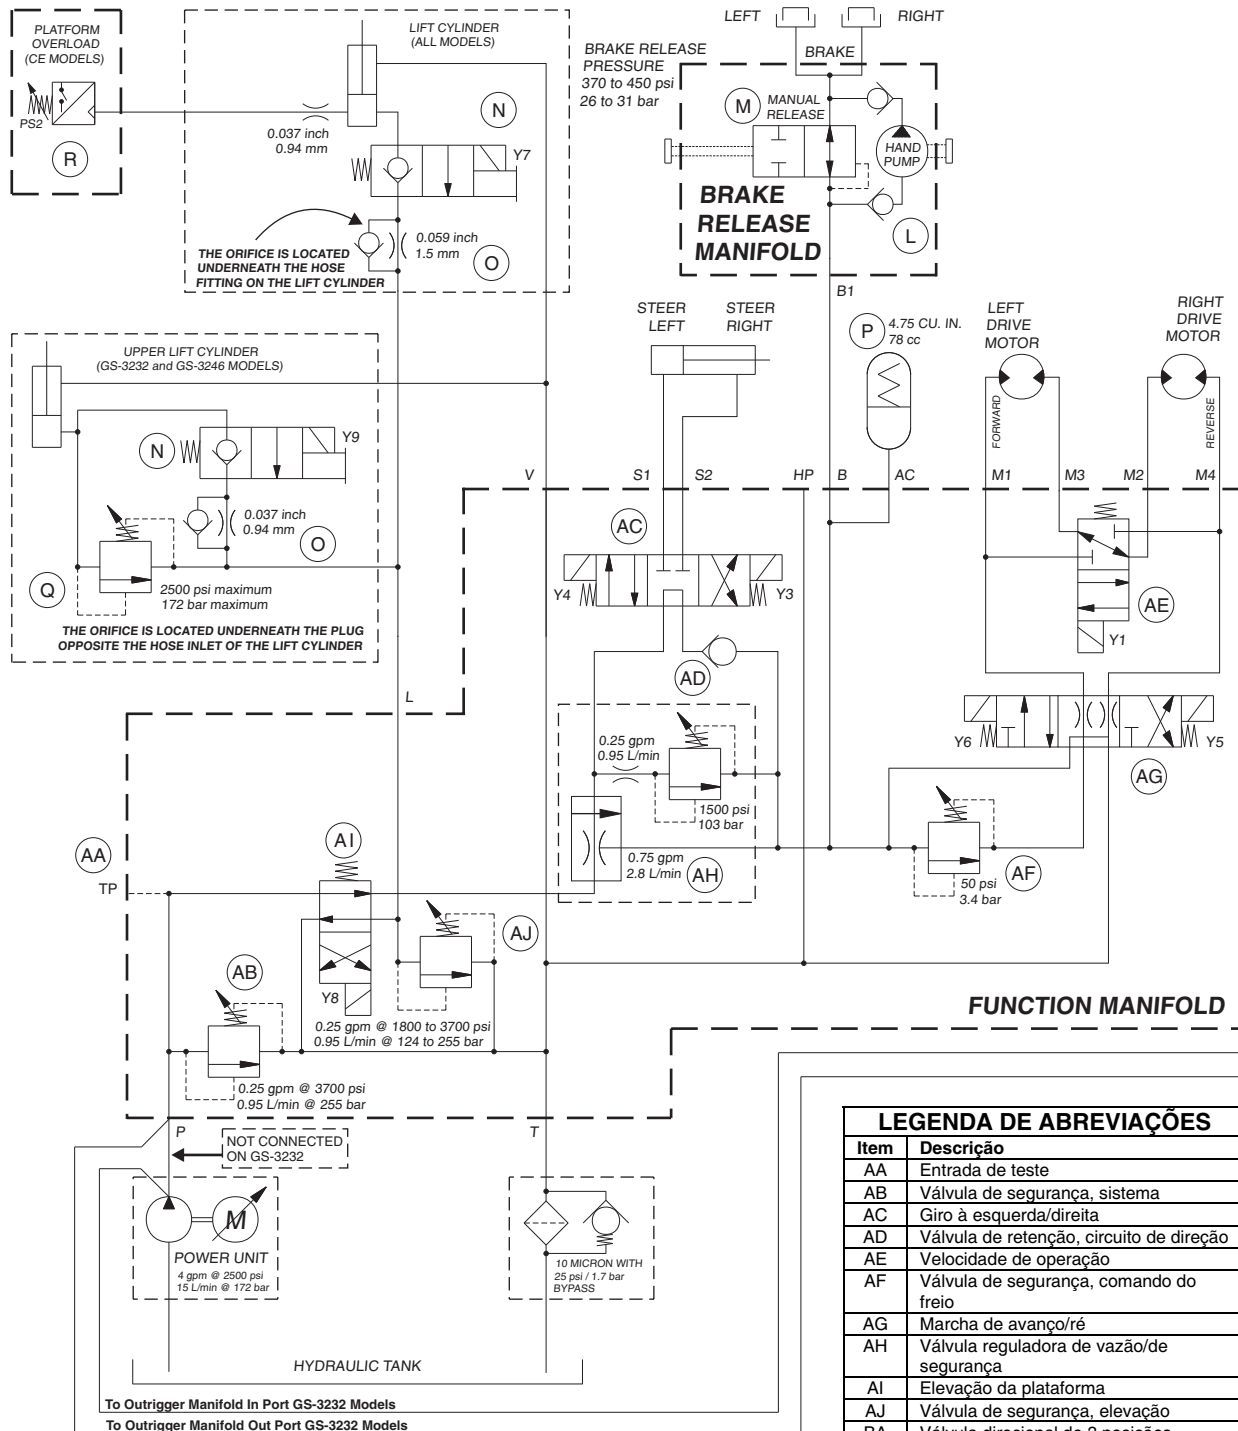 PLATFORM
OVERLOAD
(CE MODELS)
PS2
R
LIFT CYLINDER
(ALL MODELS)
N
0.037 inch
0.94 mm
Y7
THE ORIFICE IS LOCATED
UNDERNEATH THE HOSE
FITTING ON THE LIFT CYLINDER
0.059 inch
1.5 mm
O
LEFT
RIGHT
BRAKE
BRAKE RELEASE
PRESSURE
370 to 450 psi
26 to 31 bar
M
MANUAL
RELEASE
HAND
PUMP
BRAKE
RELEASE
MANIFOLD
L
B1
UPPER LIFT CYLINDER
(GS-3232 and GS-3246 MODELS)
N
Y9
0.037 inch
0.94 mm
O
Q
2500 psi maximum
172 bar maximum
THE ORIFICE IS LOCATED UNDERNEATH THE PLUG
OPPOSITE THE HOSE INLET OF THE LIFT CYLINDER
STEER
LEFT
STEER
RIGHT
P
4.75 CU. IN.
78 cc
LEFT
DRIVE
MOTOR
RIGHT
DRIVE
MOTOR
FORWARD
REVERSE
V
S1
S2
HP
B
AC
M1
M3
M2
M4
AC
Y4
Y3
AD
AE
Y1
L
0.25 gpm
0.95 L/min
1500 psi
103 bar
0.75 gpm
2.8 L/min
AH
Y6
Y5
AG
AF
50 psi
3.4 bar
AA
TP
AI
AJ
AB
Y8
0.25 gpm @ 1800 to 3700 psi
0.95 L/min @ 124 to 255 bar
0.25 gpm @ 3700 psi
0.95 L/min @ 255 bar
FUNCTION MANIFOLD
P
T
NOT CONNECTED
ON GS-3232
M
POWER UNIT
4 gpm @ 2500 psi
15 L/min @ 172 bar
10 MICRON WITH
25 psi / 1.7 bar
BYPASS
HYDRAULIC TANK
To Outrigger Manifold In Port GS-3232 Models
To Outrigger Manifold Out Port GS-3232 Models
LEGENDA DE ABREVIAÇÕES
Item Descrição
AA Entrada de teste
AB Válvula de segurança, sistema
AC Giro à esquerda/direita
AD Válvula de retenção, circuito de direção
AE Velocidade de operação
AF Válvula de segurança, comando do
freio
AG Marcha de avanço/ré
AH Válvula reguladora de vazão/de
segurança
AI Elevação da plataforma
AJ Válvula de segurança, elevação
BA Válvula direcional de 2 posições